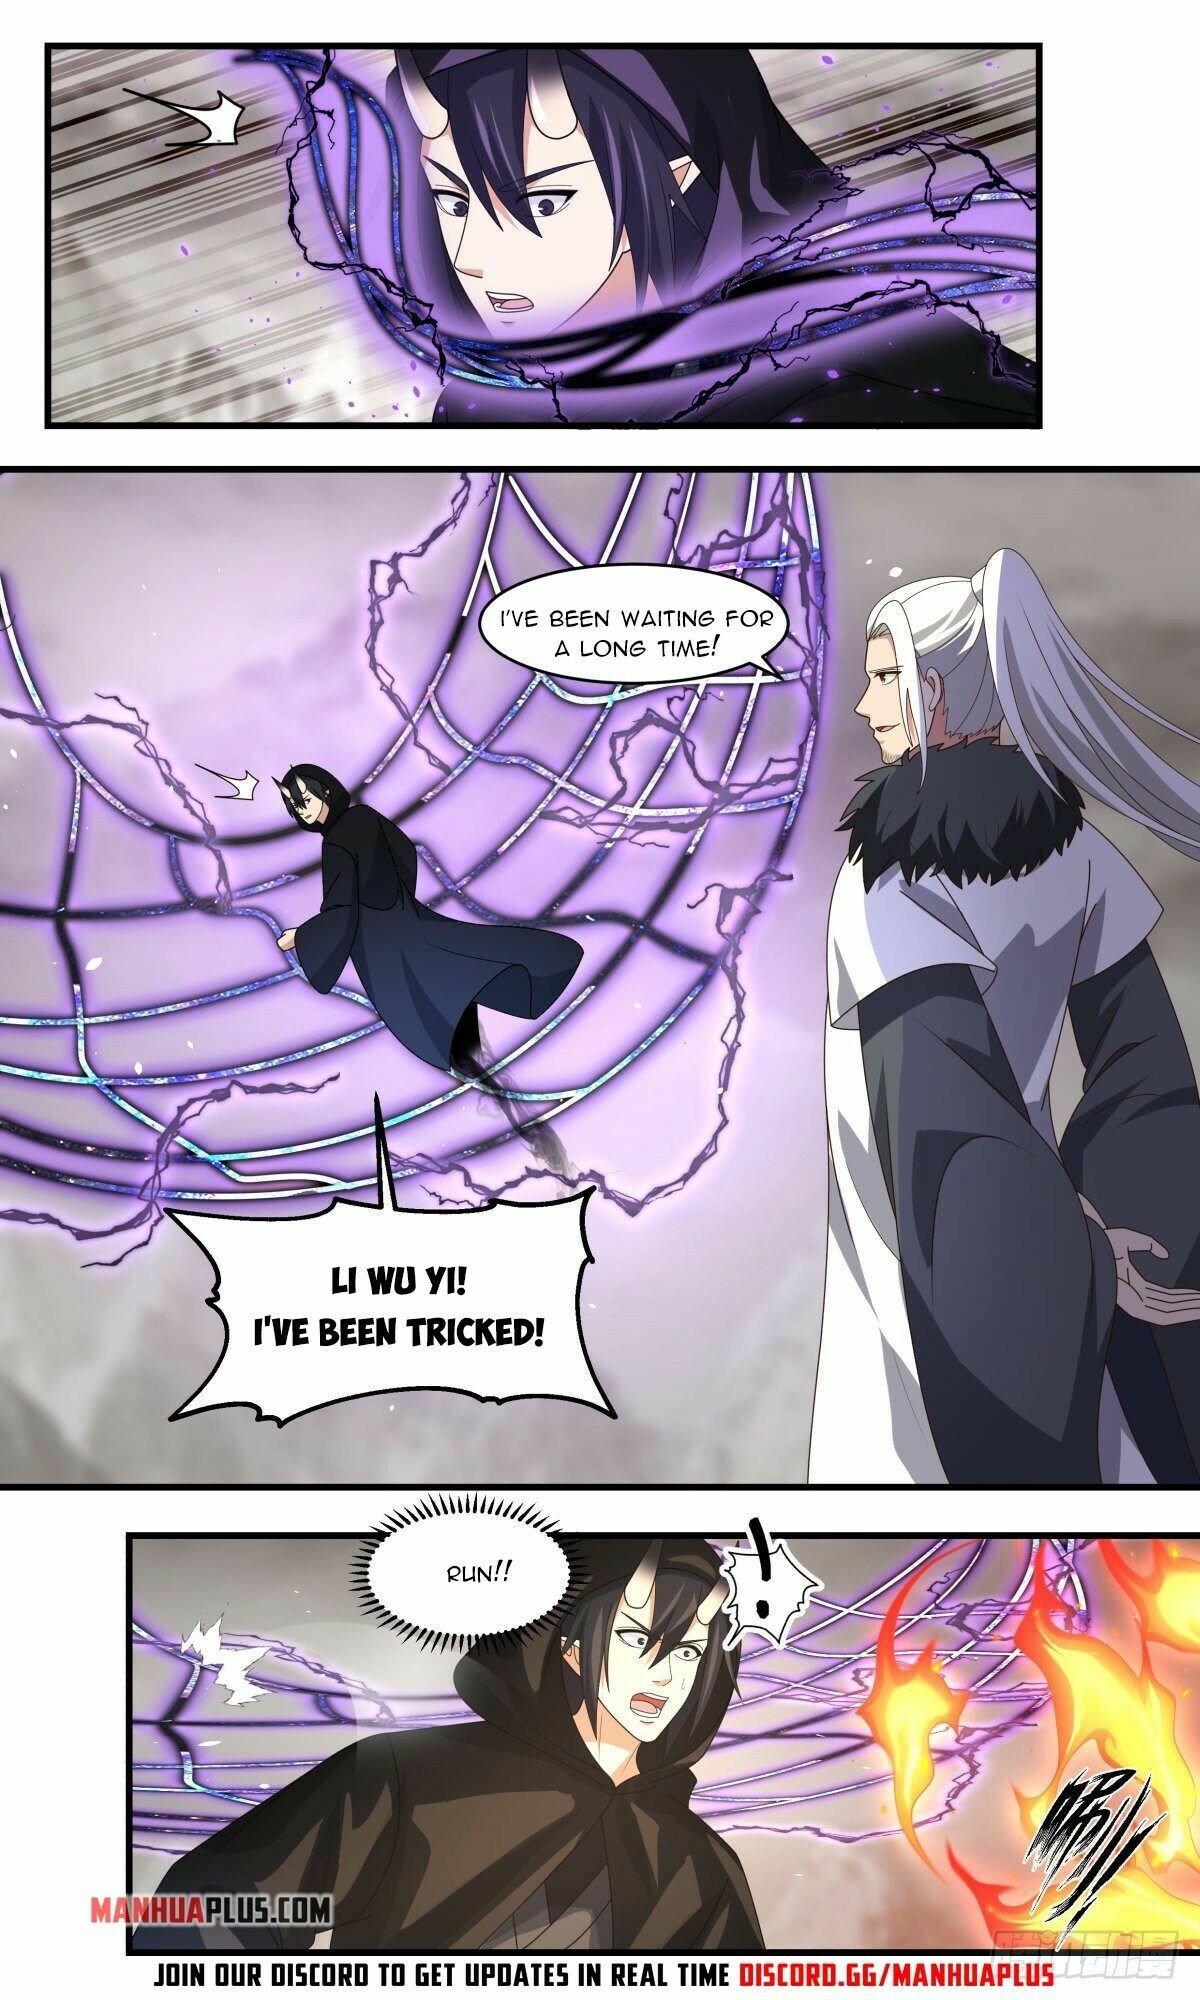 I'VE BEEN WAITING FOR
A LONG TIME!
LI WU YI!
I'VE BEEN TRICKED!
RUN!!
!
MANHUAPLUS.COM
JOIN OUR DISCORD TO GET UPDATES IN REAL TIME DISCORD.GG/MANHUAPLUS